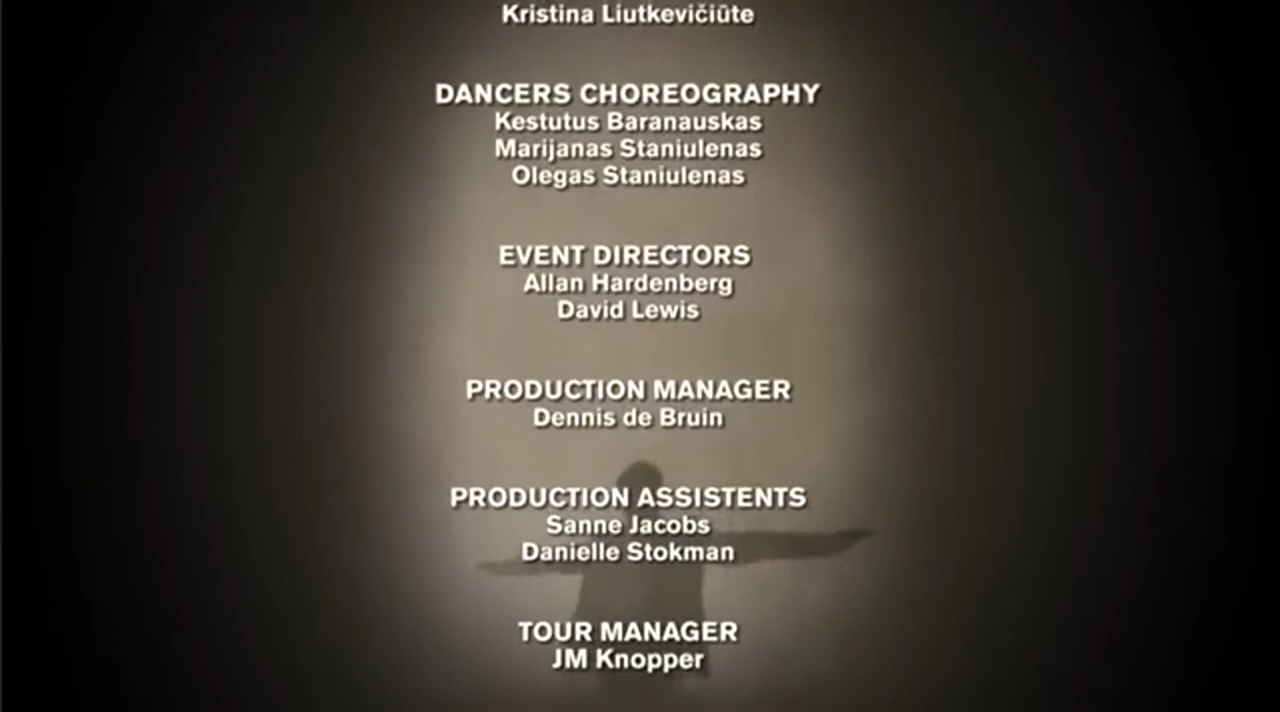 Kristina Liutkevičiūte
DANCERS CHOREOGRAPHY
Kestutus Baranauskas
Marijanas Staniulenas
Olegas Staniulenas
EVENT DIRECTORS
Allan Hardenberg
David Lewis
PRODUCTION MANAGER
Dennis de Bruin
PRODUCTION ASSISTENTS
Sanne Jacobs
Danielle Stokman
TOUR MANAGER
JM Knopper